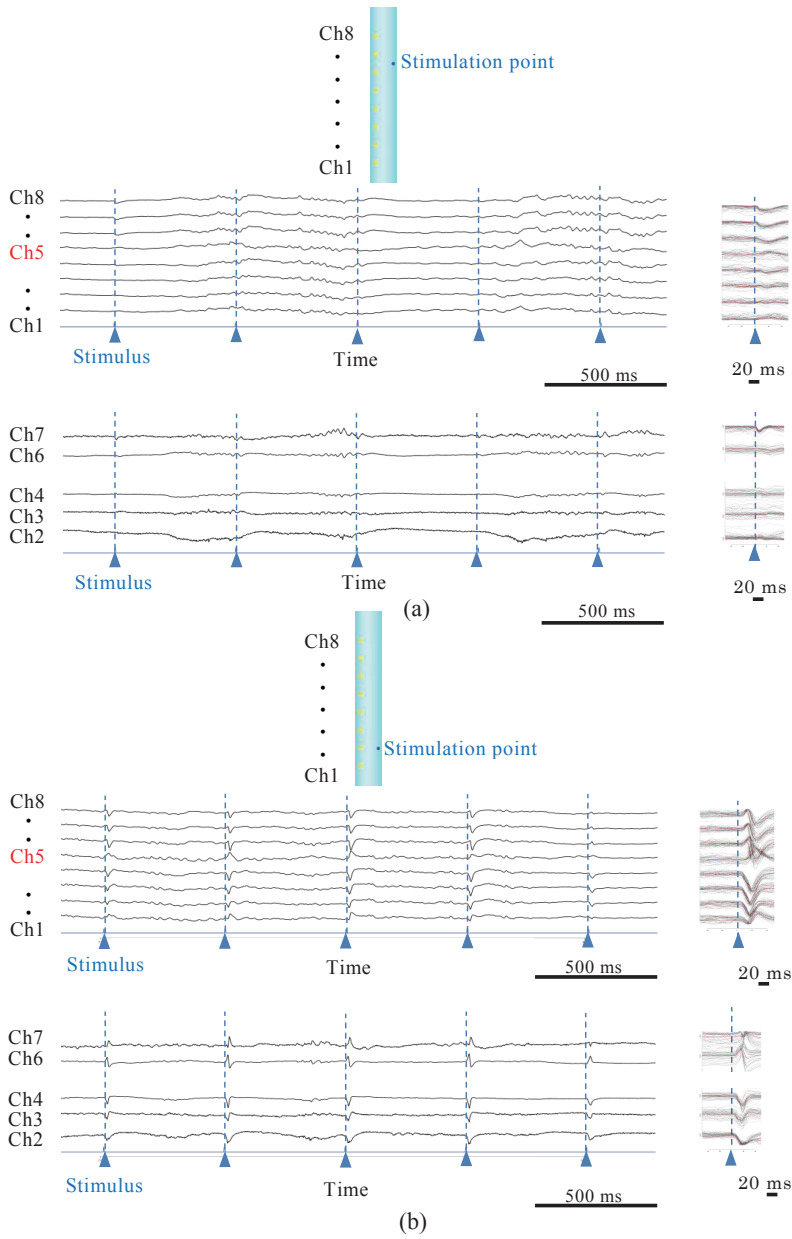 Ch8
Stimulation point
Ch1
Ch8
Ch5
Ch1
Stimulus
Time
500 ms
20 ms
Ch7
Ch6
Ch4
Ch3
Ch2
Stimulus
Time
500 ms
20 ms
(a)
Ch8
Stimulation point
Ch1
Ch8
Ch5
Ch1
Stimulus
Time
500 ms
20 ms
Ch7
Ch6
Ch4
Ch3
Ch2
Stimulus
Time
500 ms
20 ms
(b)